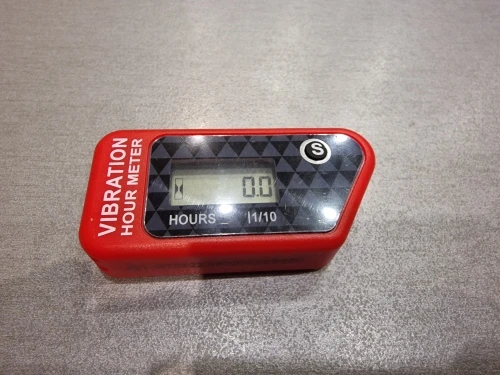 VIBRATION
HOUR METER
S
0.0
HOURS 1/10